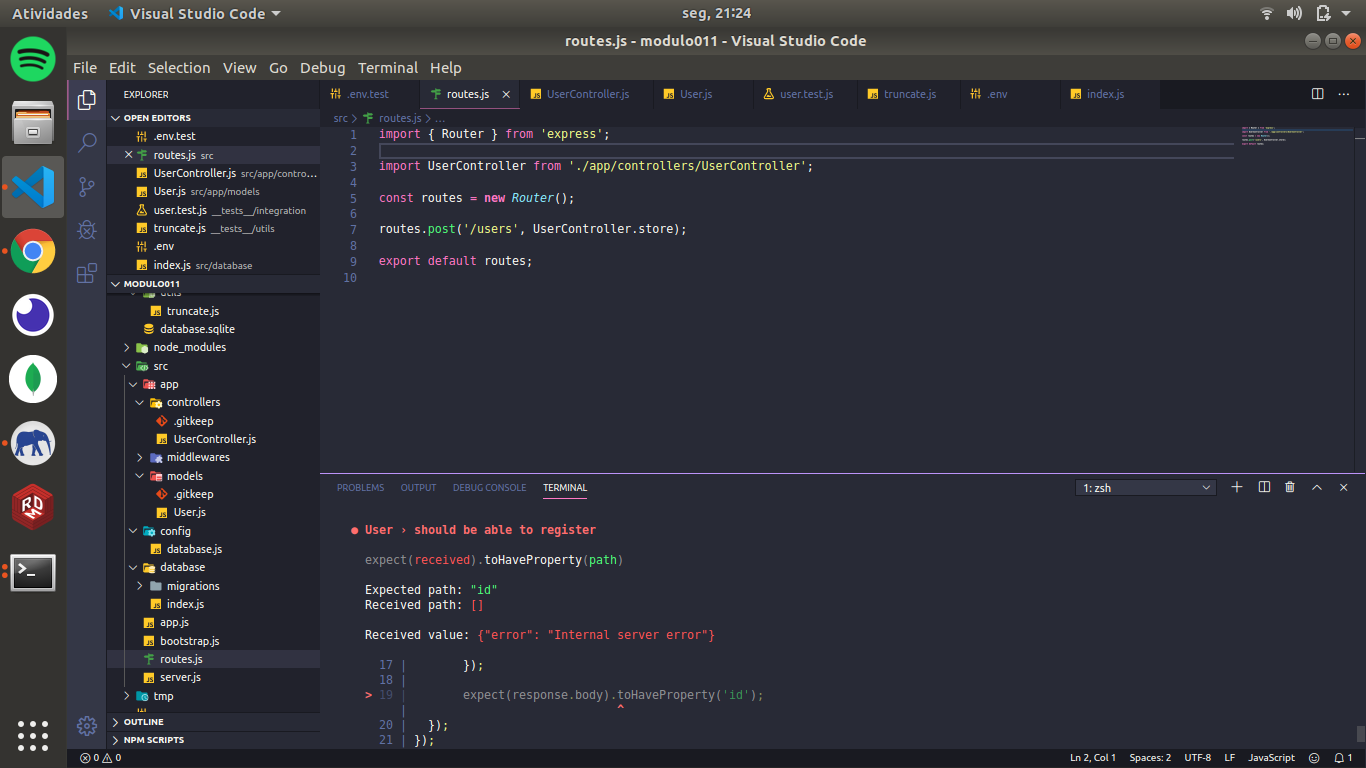 Atividades
Visual Studio Code
seg, 21:24
routes.js - modulo011 - Visual Studio Code
File Edit Selection View Go Debug Terminal Help
EXPLORER
OPEN EDITORS
.env.test
routes.js src
UserController.js src/app/contro...
User.js src/app/models
user.test.js __tests__/integration
truncate.js __tests__/utils
.env
index.js src/database
MODULO011
utils
truncate.js
database.sqlite
node_modules
src
app
controllers
.gitkeep
UserController.js
middlewares
models
.gitkeep
User.js
config
database.js
database
migrations
index.js
app.js
bootstrap.js
routes.js
server.js
tmp
OUTLINE
NPM SCRIPTS
.env.test routes.js UserController.js User.js user.test.js truncate.js .env index.js
src > routes.js > ...
1 import { Router } from 'express';
2
3 import UserController from './app/controllers/UserController';
4
5 const routes = new Router();
6
7 routes.post('/users', UserController.store);
8
9 export default routes;
10
PROBLEMS OUTPUT DEBUG CONSOLE TERMINAL
1: zsh
● User › should be able to register
expect(received).toHaveProperty(path)
Expected path: "id"
Received path: []
Received value: {"error": "Internal server error"}
17 | });
18 |
> 19 | expect(response.body).toHaveProperty('id');
| ^
20 | });
21 | });
0 0
Ln 2, Col 1 Spaces: 2 UTF-8 LF JavaScript 1